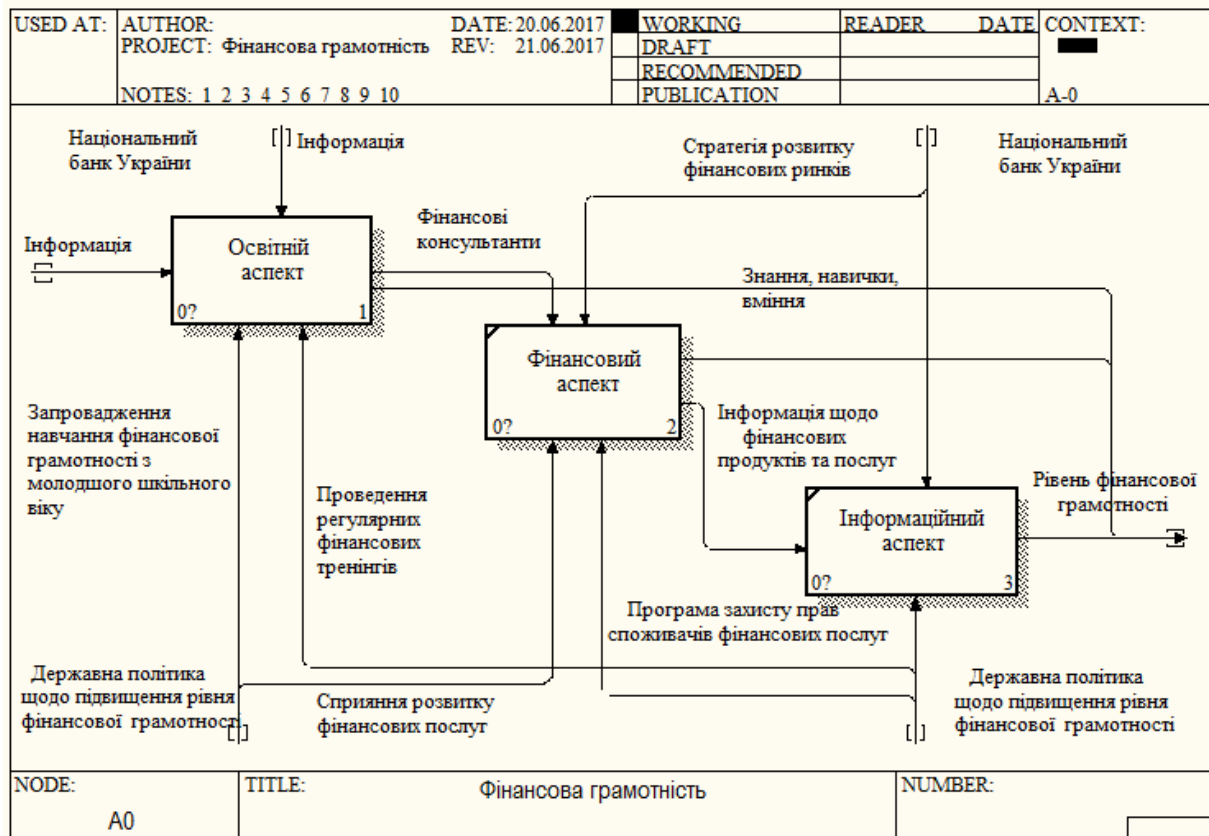 USED AT:
AUTHOR:
DATE: 20.06.2017
PROJECT: Фінансова грамотність
REV: 21.06.2017
NOTES: 1 2 3 4 5 6 7 8 9 10
WORKING
DRAFT
RECOMMENDED
PUBLICATION
READER
DATE
CONTEXT:
A-0
Національний
банк України
Інформація
Стратегія розвитку
фінансових ринків
Національний
банк України
Інформація
Освітній
аспект
0?
1
Фінансові
консультанти
Знання, навички,
вміння
Фінансовий
аспект
0?
2
Запровадження
навчання фінансової
грамотності з
молодшого шкільного
віку
Інформація щодо
фінансових
продуктів та послуг
Проведення
регулярних
фінансових
тренінгів
Рівень фінансової
грамотності
Інформаційний
аспект
0?
3
Програма захисту прав
споживачів фінансових послуг
Державна політика
щодо підвищення рівня
фінансової грамотності
Сприяння розвитку
фінансових послуг
Державна політика
щодо підвищення рівня
фінансової грамотності
NODE:
A0
TITLE:
Фінансова грамотність
NUMBER: